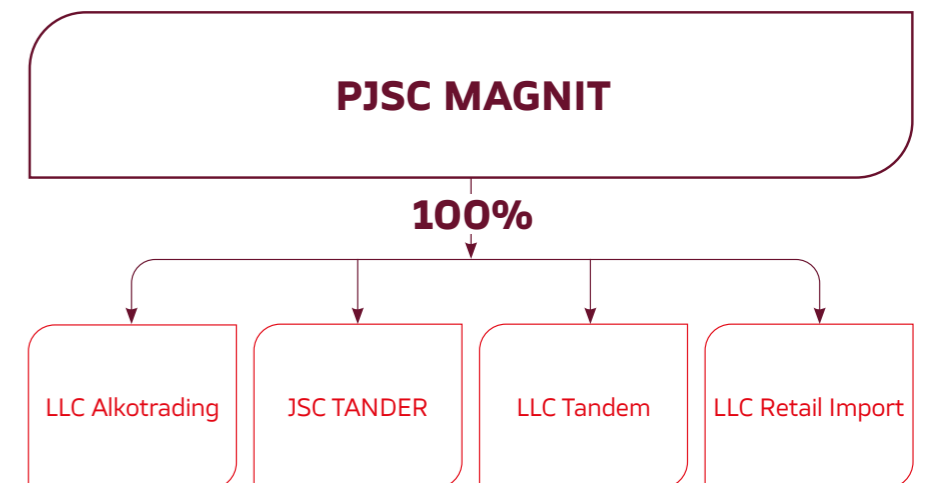 PJSC MAGNIT
100%
LLC Alkotrading
JSC TANDER
LLC Tandem
LLC Retail Import